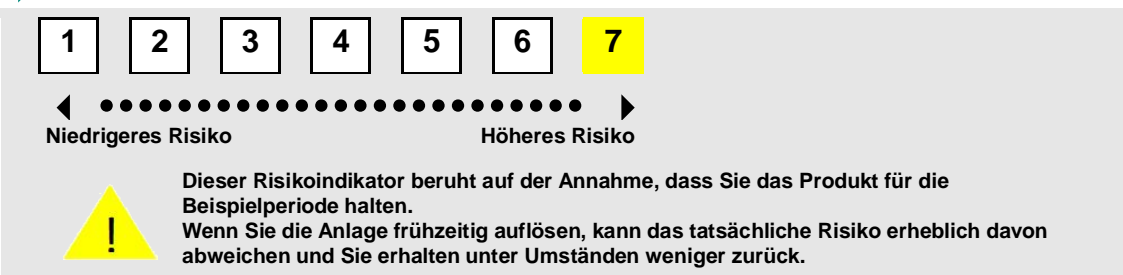 1 2 3 4 5 6 7
Niedrigeres Risiko Höheres Risiko
Dieser Risikoindikator beruht auf der Annahme, dass Sie das Produkt für die
Beispielperiode halten.
Wenn Sie die Anlage frühzeitig auflösen, kann das tatsächliche Risiko erheblich davon
abweichen und Sie erhalten unter Umständen weniger zurück.
!